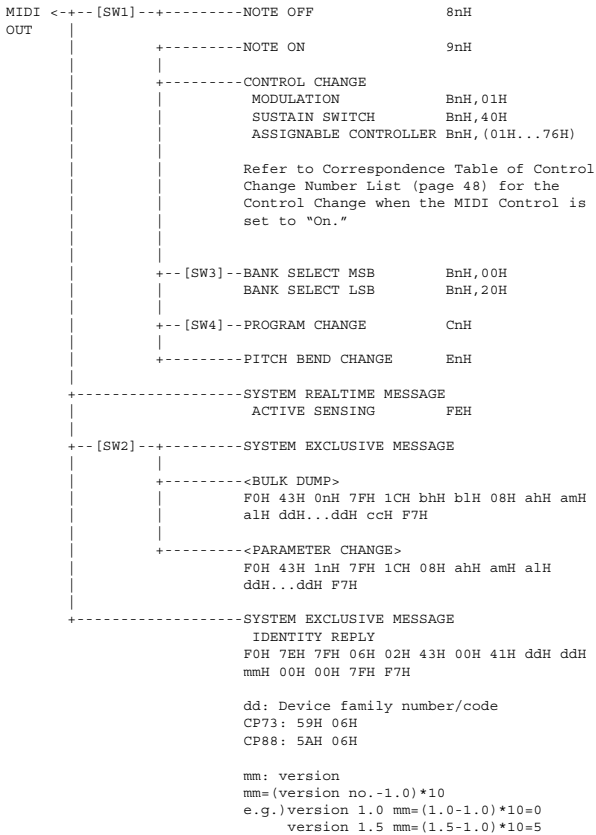 MIDI <-+--[SW1]--+---------NOTE OFF 8nH
OUT
+---------NOTE ON 9nH
+---------CONTROL CHANGE
MODULATION BnH,01H
SUSTAIN SWITCH BnH,40H
ASSIGNABLE CONTROLLER BnH,(01H...76H)
Refer to Correspondence Table of Control
Change Number List (page 48) for the
Control Change when the MIDI Control is
set to “On.”
+--[SW3]--BANK SELECT MSB BnH,00H
BANK SELECT LSB BnH,20H
+--[SW4]--PROGRAM CHANGE CnH
+---------PITCH BEND CHANGE EnH
+-------------------SYSTEM REALTIME MESSAGE
ACTIVE SENSING FEH
+--[SW2]--+---------SYSTEM EXCLUSIVE MESSAGE
+---------<BULK DUMP>
F0H 43H 0nH 7FH 1CH bhH blH 08H ahH amH
alH ddH...ddH ccH F7H
+---------<PARAMETER CHANGE>
F0H 43H 1nH 7FH 1CH 08H ahH amH alH
ddH...ddH F7H
+-------------------SYSTEM EXCLUSIVE MESSAGE
IDENTITY REPLY
F0H 7EH 7FH 06H 02H 43H 00H 41H ddH ddH
mmH 00H 00H 7FH F7H
dd: Device family number/code
CP73: 59H 06H
CP88: 5AH 06H
mm: version
mm=(version no.-1.0)*10
e.g.)version 1.0 mm=(1.0-1.0)*10=0
version 1.5 mm=(1.5-1.0)*10=5